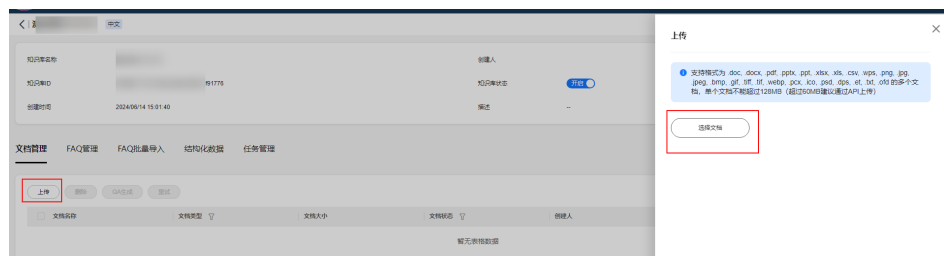 中文
上传
知识库名称
创建人
支持格式为 .doc, .docx, .pdf, .pptx, .ppt, .xlsx, .xls, .csv, .wps, .png, .jpg,
.jpeg, .bmp, .gif, .tiff, .tif, .webp, .pcx, .ico, .psd, .dps, .et, .txt, .ofd 的多个文
档，单个文档不能超过128MB（超过60MB建议通过API上传）
知识库ID
91776
知识库状态
开启
创建时间
2024/06/14 15:01:40
描述
--
选择文档
文档管理 FAQ管理 FAQ批量导入 结构化数据 任务管理
上传 删除 QA生成 重试
文档名称 文档类型 文档大小 文档状态 创建人
暂无表格数据